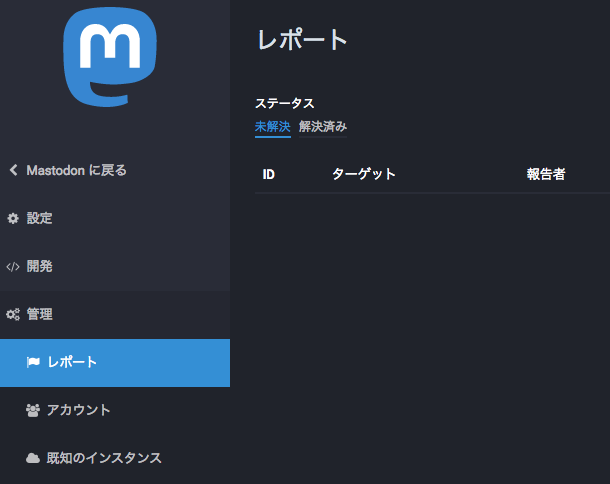 レポート
ステータス
未解決 解決済み
ID ターゲット 報告者
Mastodon に戻る
設定
開発
管理
レポート
アカウント
既知のインスタンス